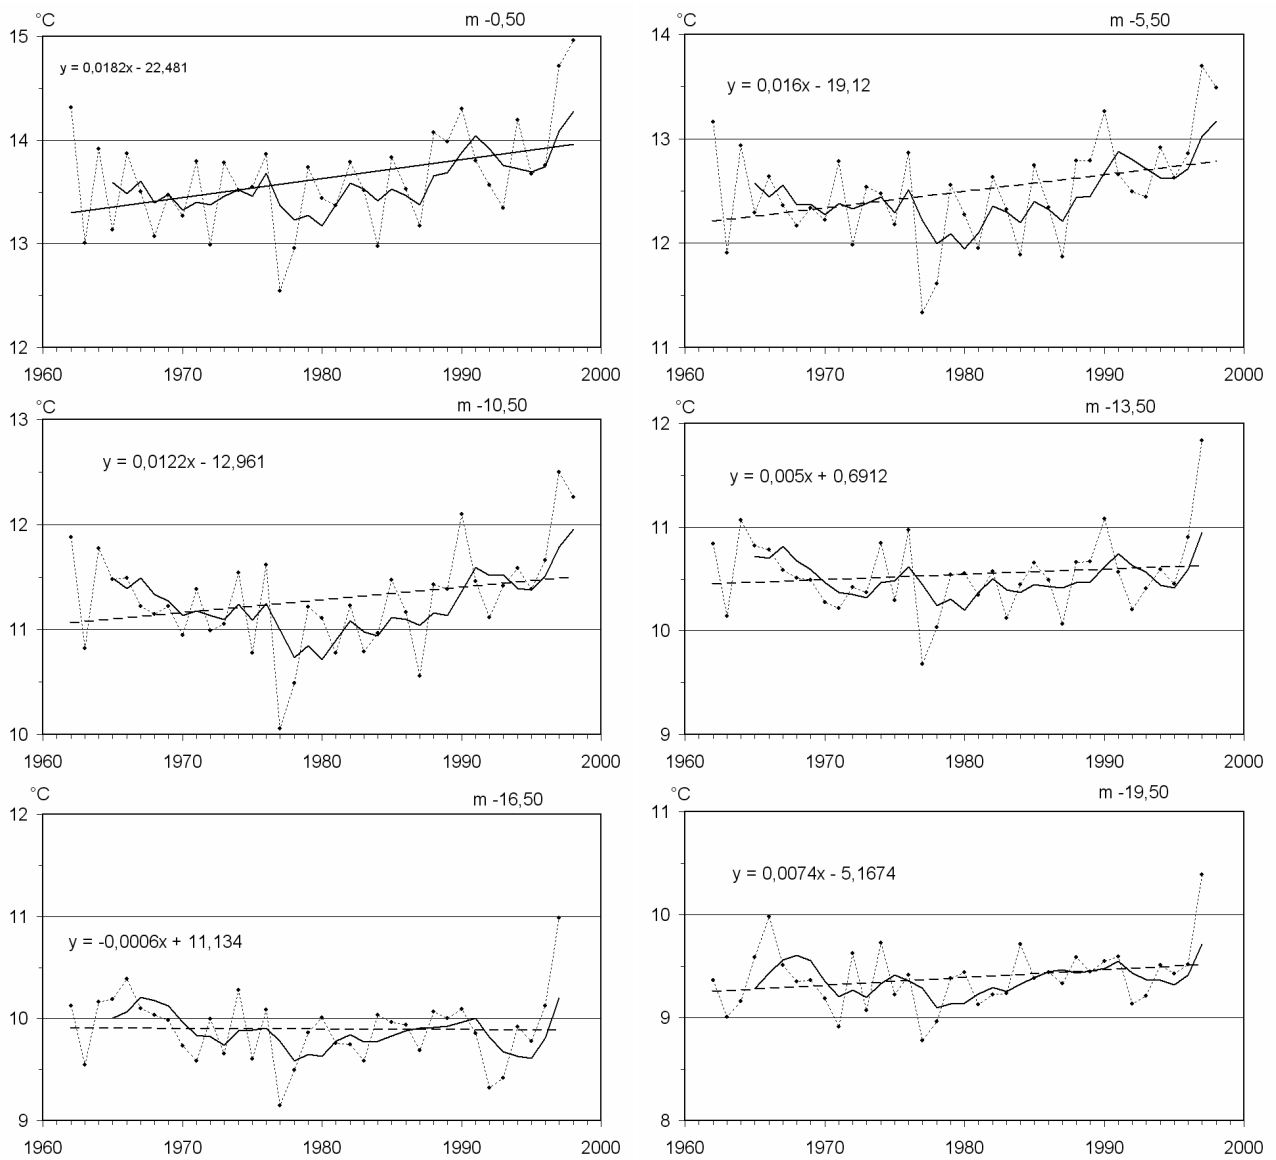 °C m -0,50
15
y = 0,0182x - 22,481
14
13
12
1960 1970 1980 1990 2000
°C m -5,50
14
y = 0,016x - 19,12
13
12
11
1960 1970 1980 1990 2000
°C m -10,50
13
y = 0,0122x - 12,961
12
11
10
1960 1970 1980 1990 2000
°C m -13,50
12
y = 0,005x + 0,6912
11
10
9
1960 1970 1980 1990 2000
°C m -16,50
12
11
y = -0,0006x + 11,134
10
9
1960 1970 1980 1990 2000
°C m -19,50
11
y = 0,0074x - 5,1674
10
9
8
1960 1970 1980 1990 2000